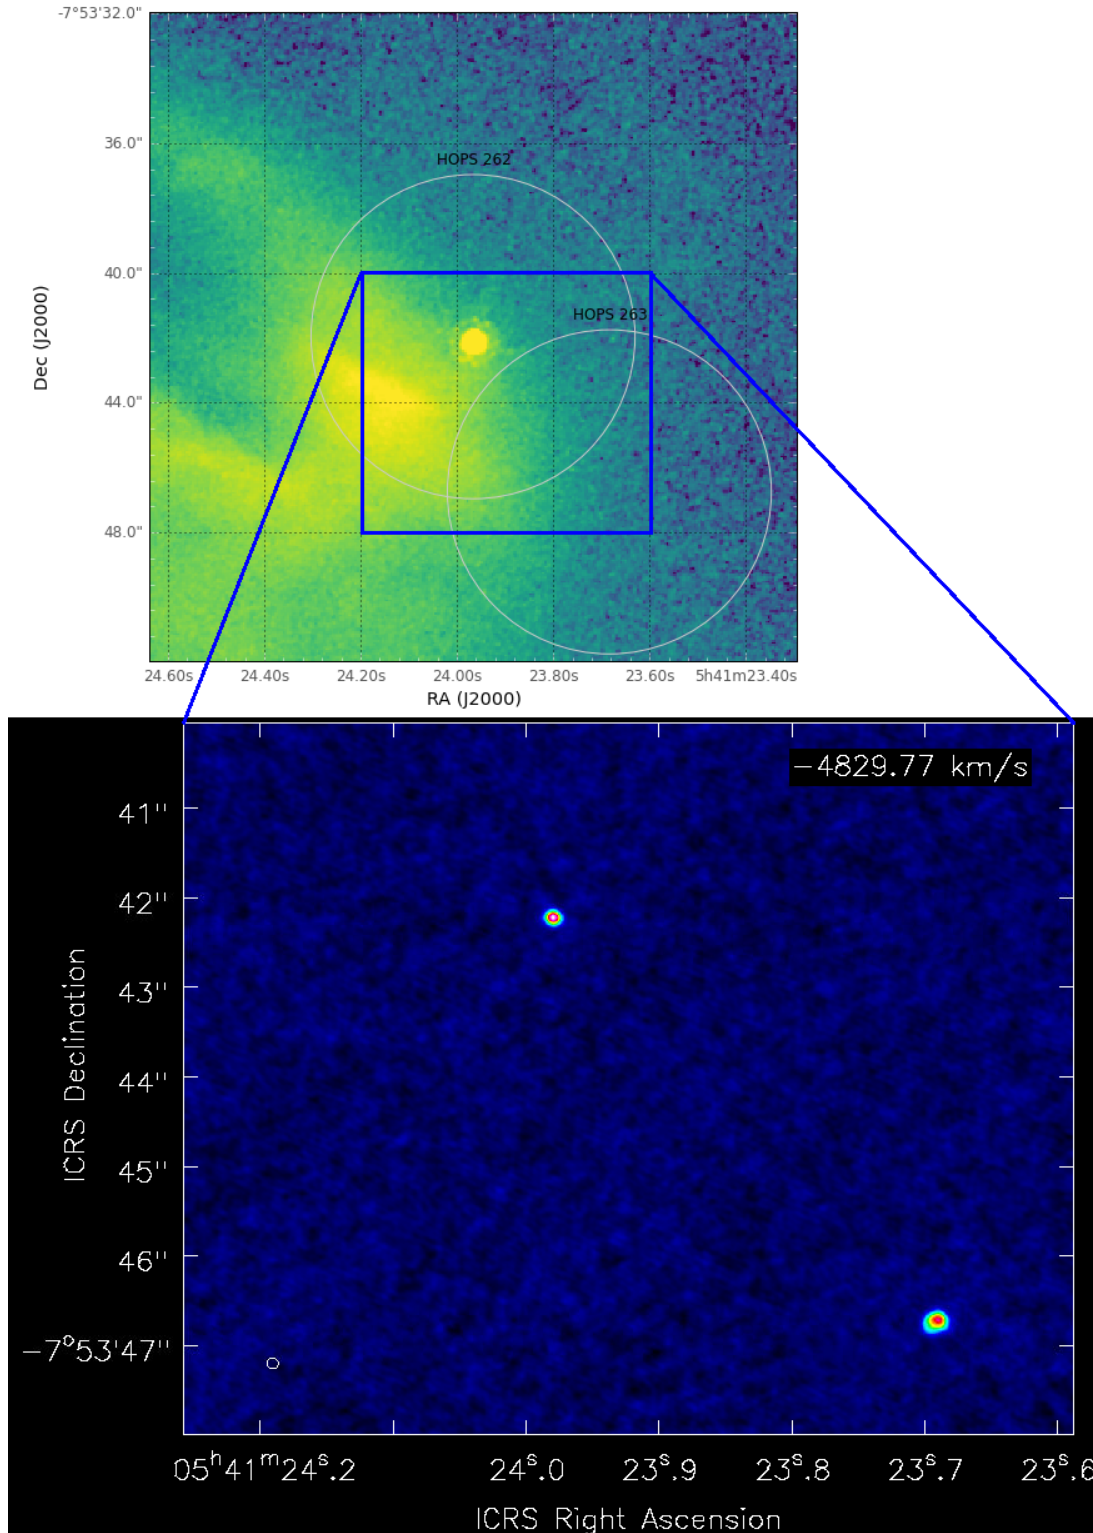 -7°53'32.0"
36.0"
HOPS 262
40.0"
HOPS 263
44.0"
48.0"
Dec (J2000)
24.60s 24.40s 24.20s 24.00s 23.80s 23.60s 5h41m23.40s
RA (J2000)
−4829.77 km/s
41"
42"
43"
44"
45"
46"
−7°53'47"
ICRS Declination
05ʰ41ᵐ24ˢ.2 24ˢ.0 23ˢ.9 23ˢ.8 23ˢ.7 23ˢ.6
ICRS Right Ascension